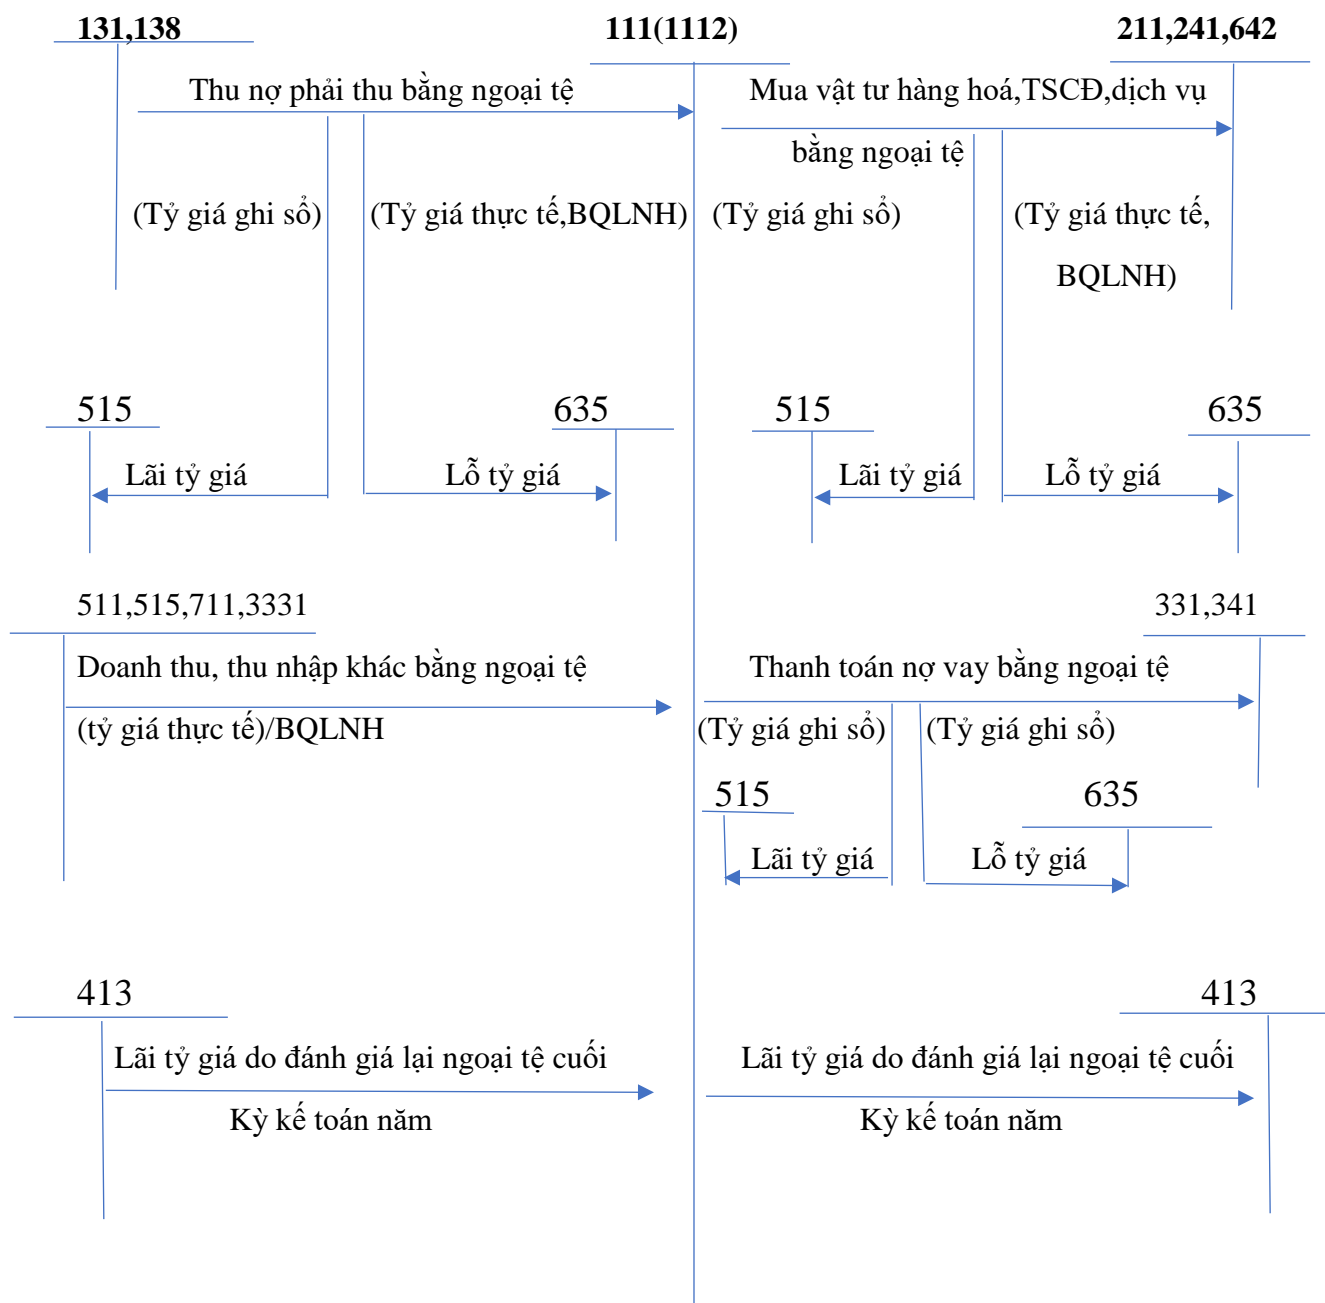 131,138
111(1112)
211,241,642
Thu nợ phải thu bằng ngoại tệ
Mua vật tư hàng hoá,TSCĐ,dịch vụ
bằng ngoại tệ
(Tỷ giá ghi sổ)
(Tỷ giá thực tế,BQLNH)
(Tỷ giá ghi sổ)
(Tỷ giá thực tế,
BQLNH)
515
635
515
635
Lãi tỷ giá
Lỗ tỷ giá
Lãi tỷ giá
Lỗ tỷ giá
511,515,711,3331
331,341
Doanh thu, thu nhập khác bằng ngoại tệ
Thanh toán nợ vay bằng ngoại tệ
(tỷ giá thực tế)/BQLNH
(Tỷ giá ghi sổ)
(Tỷ giá ghi sổ)
515
635
Lãi tỷ giá
Lỗ tỷ giá
413
413
Lãi tỷ giá do đánh giá lại ngoại tệ cuối
Lãi tỷ giá do đánh giá lại ngoại tệ cuối
Kỳ kế toán năm
Kỳ kế toán năm